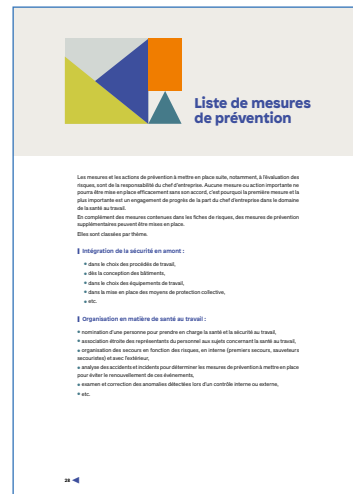 Liste de mesures
de prévention
Les mesures et les actions de prévention à mettre en place suite, notamment, à l'évaluation des
risques, sont de la responsabilité du chef d'entreprise. Aucune mesure ou action importante ne
pourra être mise en place efficacement sans son accord, c'est pourquoi la première mesure et la
plus importante est un engagement de progrès de la part du chef d'entreprise dans le domaine
de la santé au travail.
En complément des mesures contenues dans les fiches de risques, des mesures de prévention
supplémentaires peuvent être mises en place.
Elles sont classées par thème.
Intégration de la sécurité en amont :
• dans le choix des procédés de travail,
• dès la conception des bâtiments,
• dans le choix des équipements de travail,
• dans la mise en place des moyens de protection collective,
• etc.
Organisation en matière de santé au travail :
• nomination d'une personne pour prendre en charge la santé et la sécurité au travail,
• association étroite des représentants du personnel aux sujets concernant la santé au travail,
• organisation des secours en fonction des risques, en interne (premiers secours, sauveteurs
secouristes) et avec l'extérieur,
• analyse des accidents et incidents pour déterminer les mesures de prévention à mettre en place
pour éviter le renouvellement de ces événements,
• examen et correction des anomalies détectées lors d'un contrôle interne ou externe,
• etc.
28